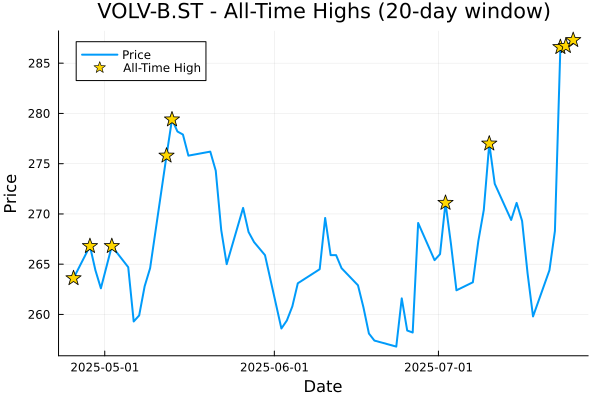 VOLV-B.ST - All-Time Highs (20-day window)
Price
All-Time High
285
280
275
270
265
260
Price
2025-05-01
2025-06-01
2025-07-01
Date